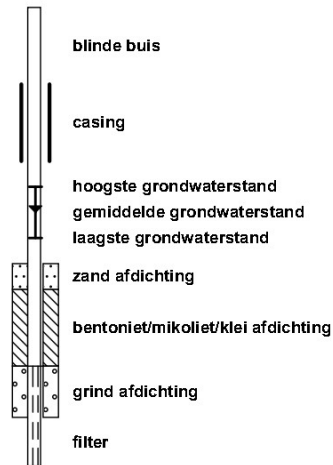 blinde buis
casing
hoogste grondwaterstand
gemiddelde grondwaterstand
laagste grondwaterstand
zand afdichting
bentoniet/mikoliet/klei afdichting
grind afdichting
filter